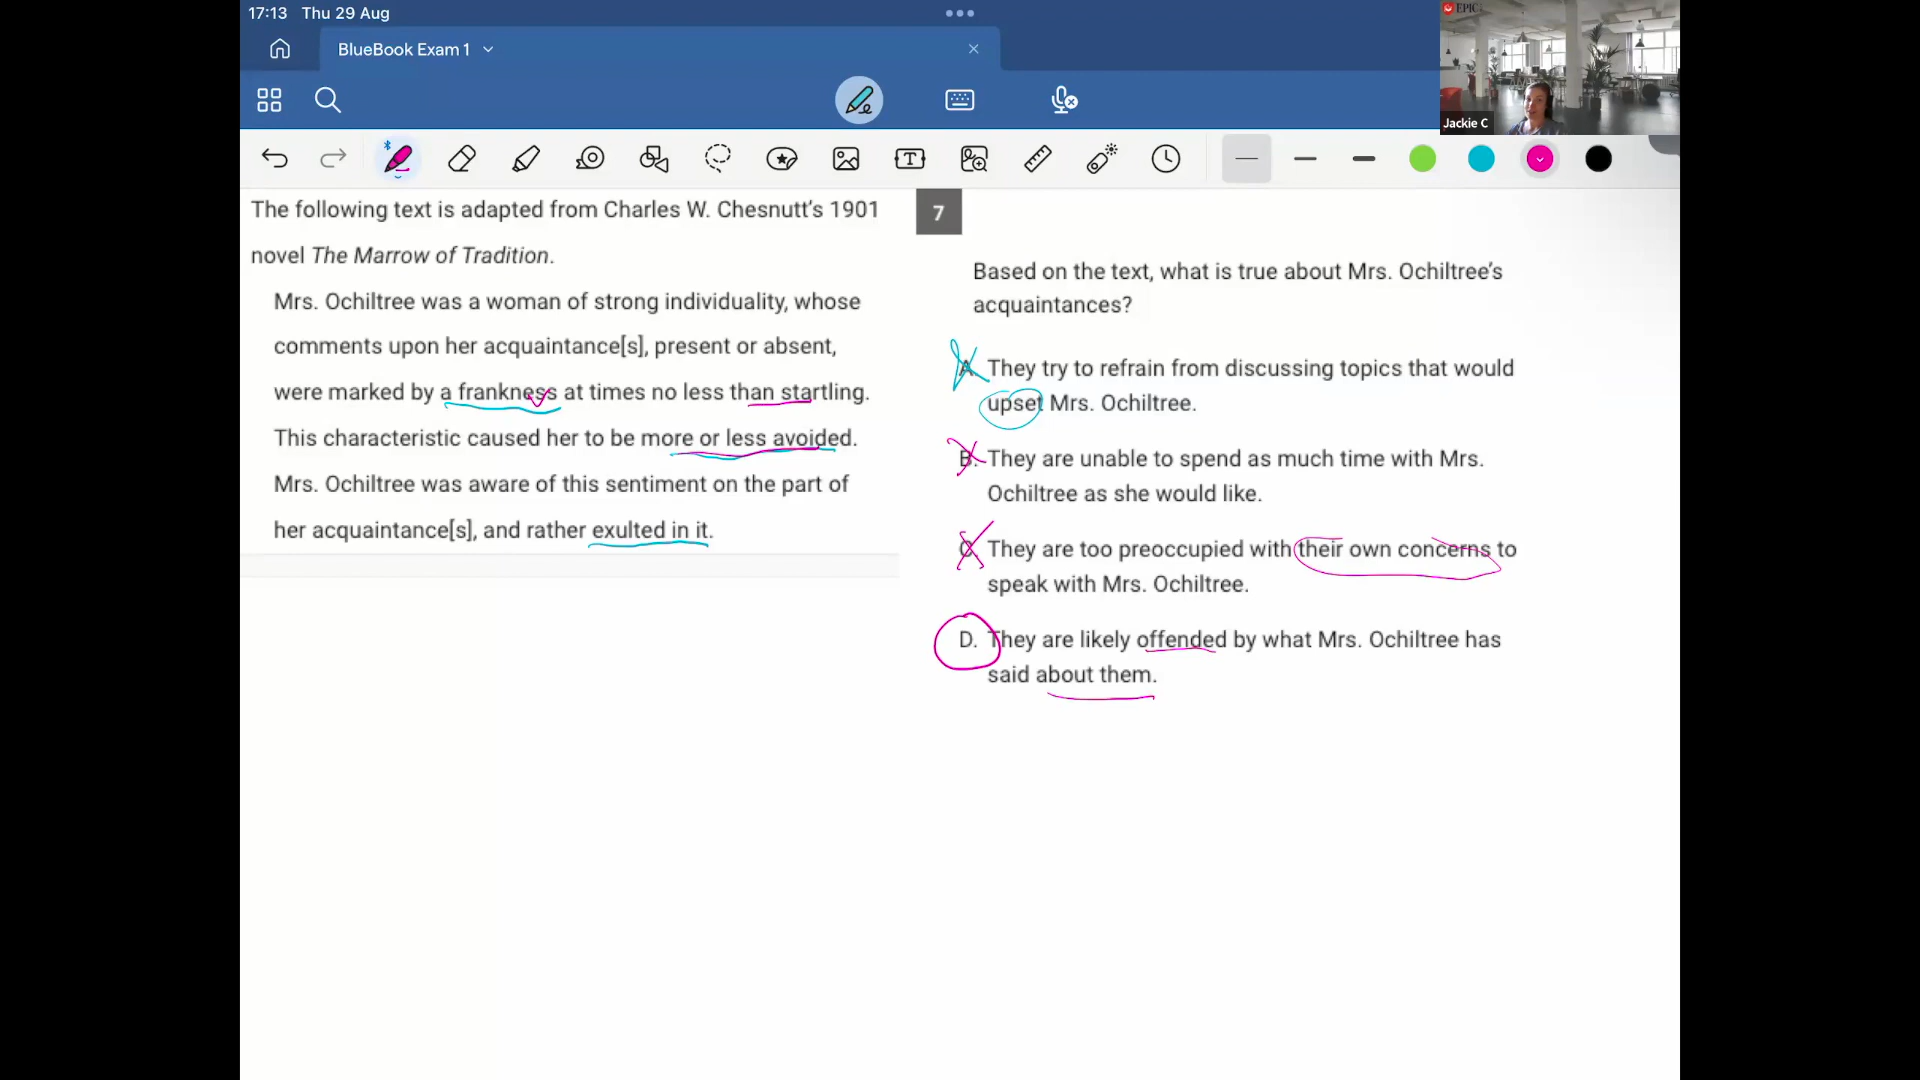 17:13 Thu 29 Aug
BlueBook Exam 1
EPIC
Jackie C
The following text is adapted from Charles W. Chesnutt's 1901
novel The Marrow of Tradition.
Mrs. Ochiltree was a woman of strong individuality, whose
comments upon her acquaintance[s], present or absent,
were marked by a frankness at times no less than startling.
This characteristic caused her to be more or less avoided.
Mrs. Ochiltree was aware of this sentiment on the part of
her acquaintance[s], and rather exulted in it.
7
Based on the text, what is true about Mrs. Ochiltree's
acquaintances?
A. They try to refrain from discussing topics that would
upset Mrs. Ochiltree.
B. They are unable to spend as much time with Mrs.
Ochiltree as she would like.
C. They are too preoccupied with their own concerns to
speak with Mrs. Ochiltree.
D. They are likely offended by what Mrs. Ochiltree has
said about them.